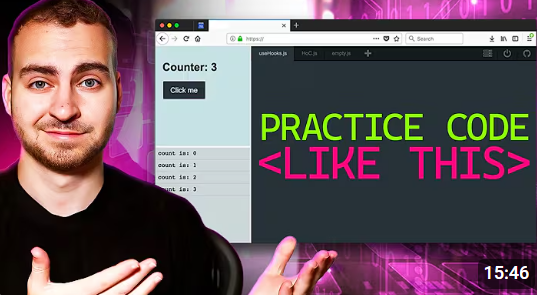 https://
Search
useHooks.js HoC.js empty.js
Counter: 3
Click me
count is: 0
count is: 1
count is: 2
count is: 3
PRACTICE CODE
<LIKE THIS>
15:46